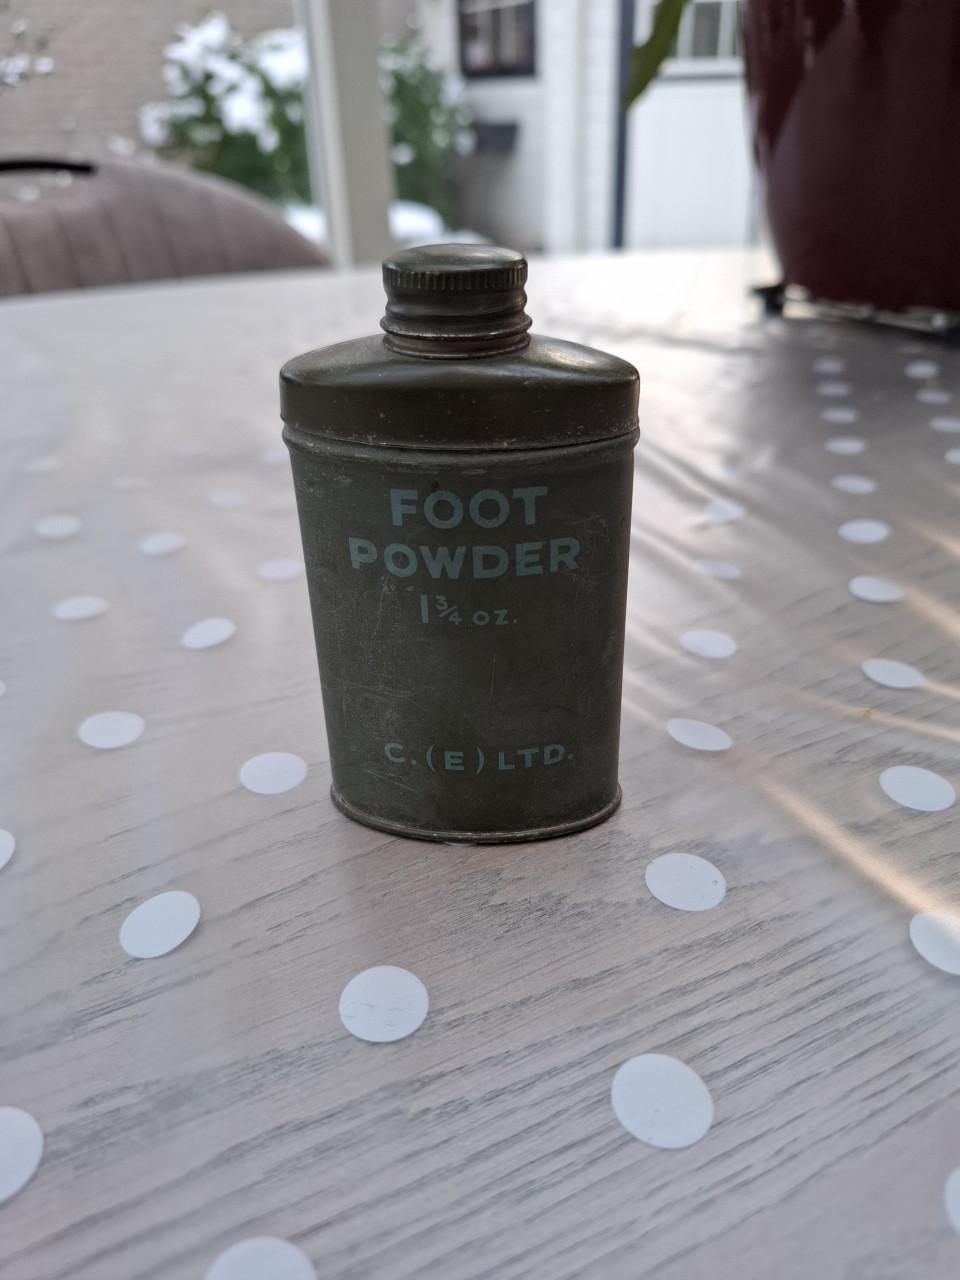 FOOT
POWDER
1¾ oz.
C. (E) LTD.